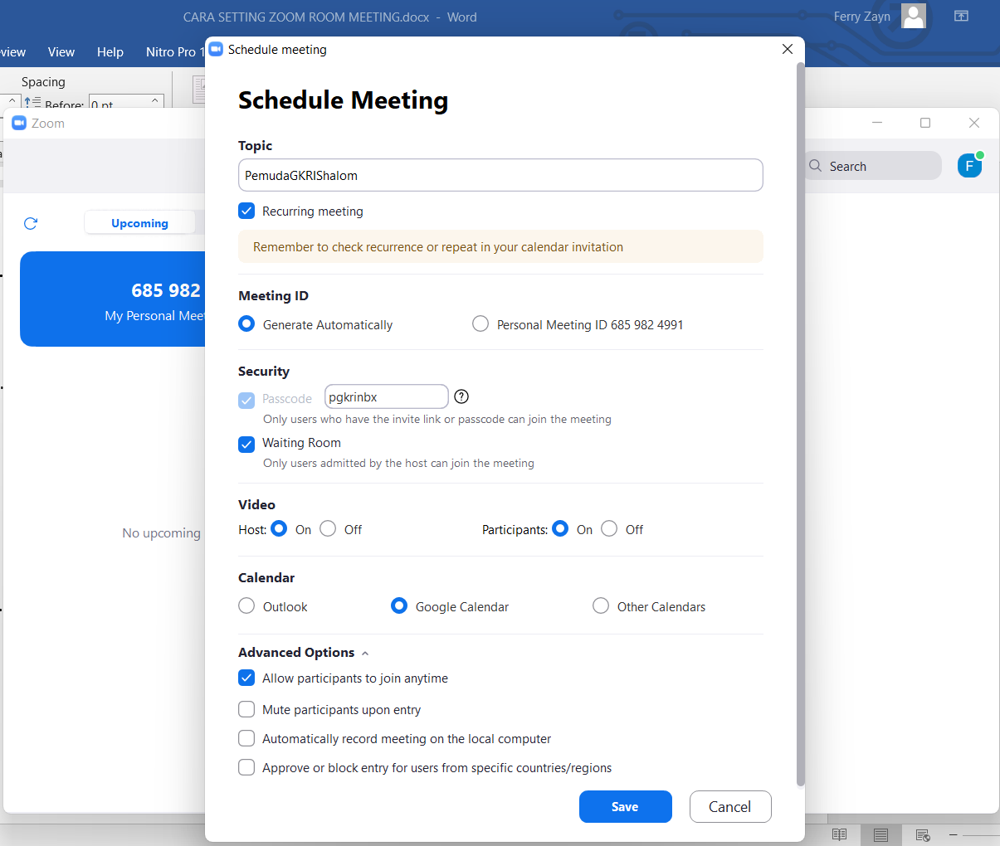 CARA SETTING ZOOM ROOM MEETING.docx - Word
Ferry Zayn
view View Help Nitro Pro 1
Spacing
Before: 0 pt
Zoom
Search
F
Upcoming
685 982
My Personal Meet
No upcoming
Schedule meeting
Schedule Meeting
Topic
PemudaGKRIShalom
Recurring meeting
Remember to check recurrence or repeat in your calendar invitation
Meeting ID
Generate Automatically
Personal Meeting ID 685 982 4991
Security
Passcode pgkrinbx ?
Only users who have the invite link or passcode can join the meeting
Waiting Room
Only users admitted by the host can join the meeting
Video
Host: On Off Participants: On Off
Calendar
Outlook Google Calendar Other Calendars
Advanced Options
Allow participants to join anytime
Mute participants upon entry
Automatically record meeting on the local computer
Approve or block entry for users from specific countries/regions
Save Cancel